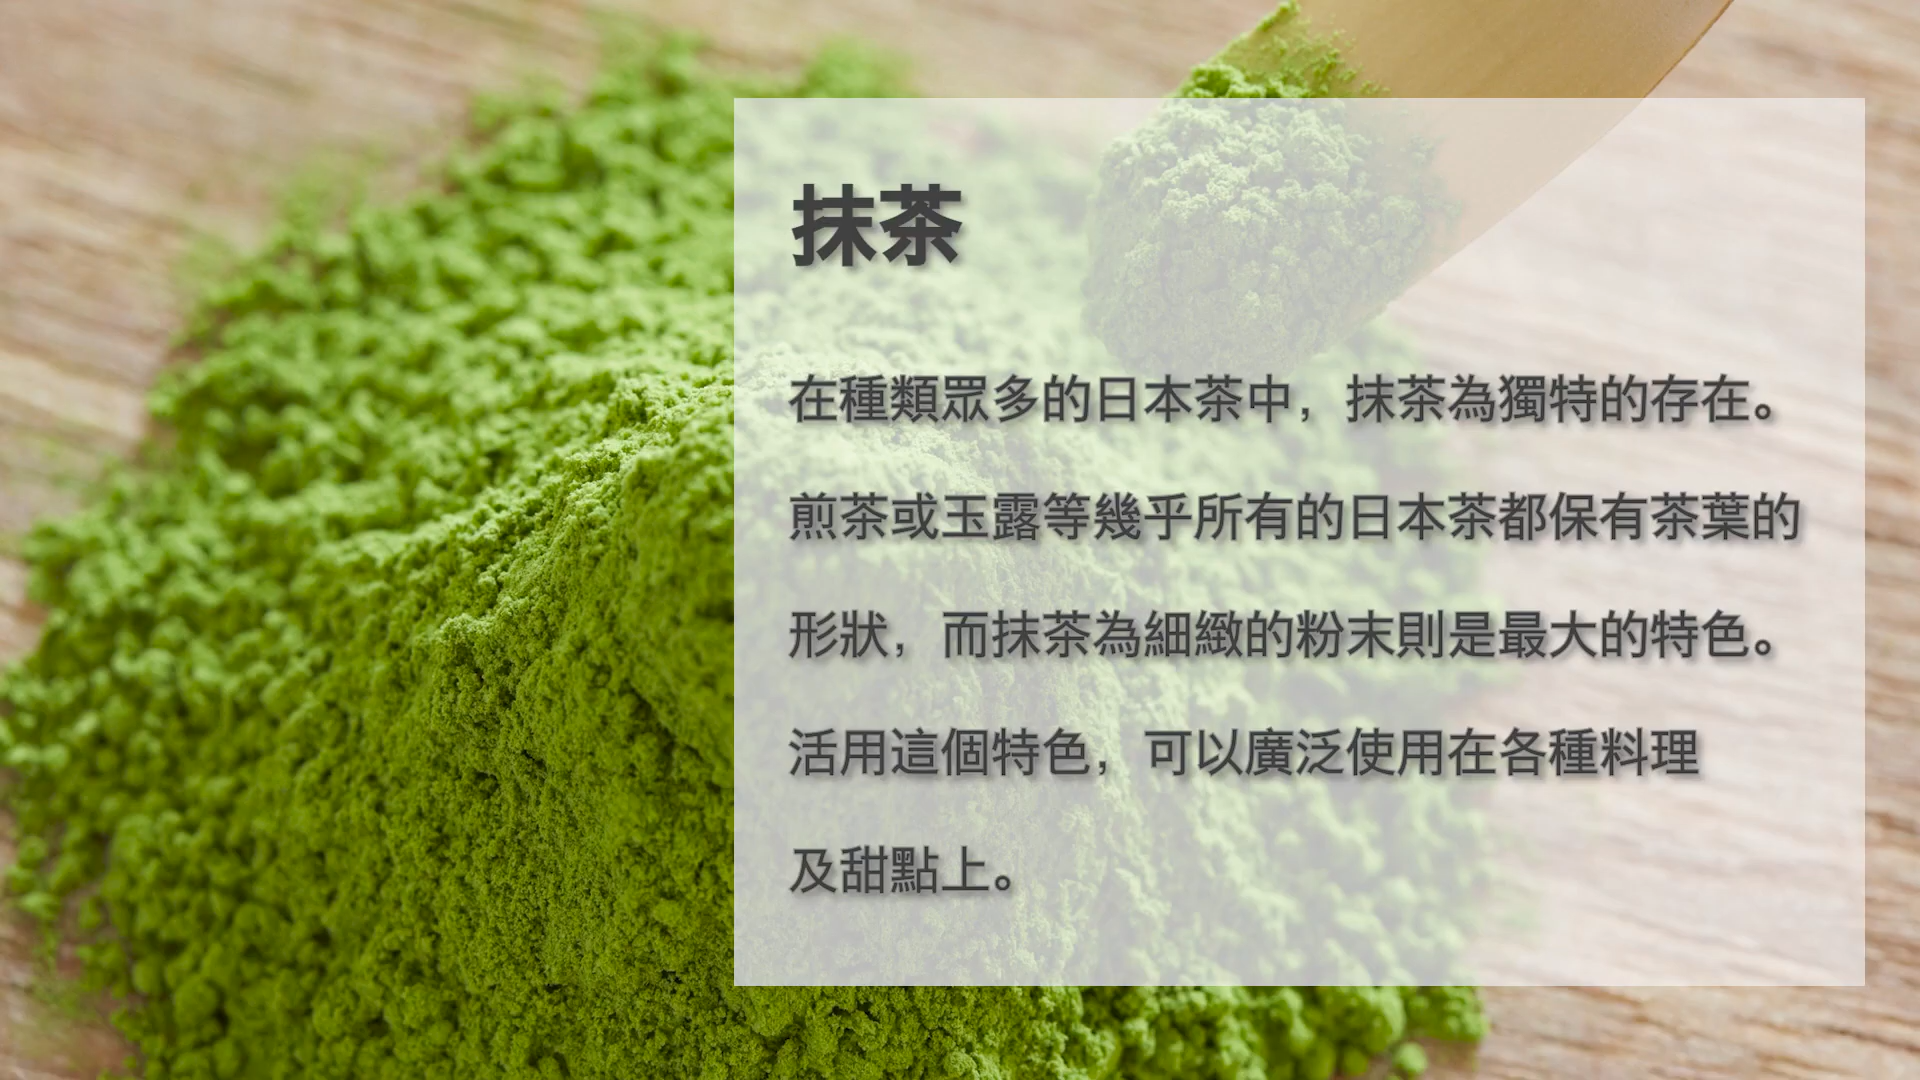 抹茶
在種類眾多的日本茶中，抹茶為獨特的存在。
煎茶或玉露等幾乎所有的日本茶都保有茶葉的
形狀，而抹茶為細緻的粉末則是最大的特色。
活用這個特色，可以廣泛使用在各種料理
及甜點上。